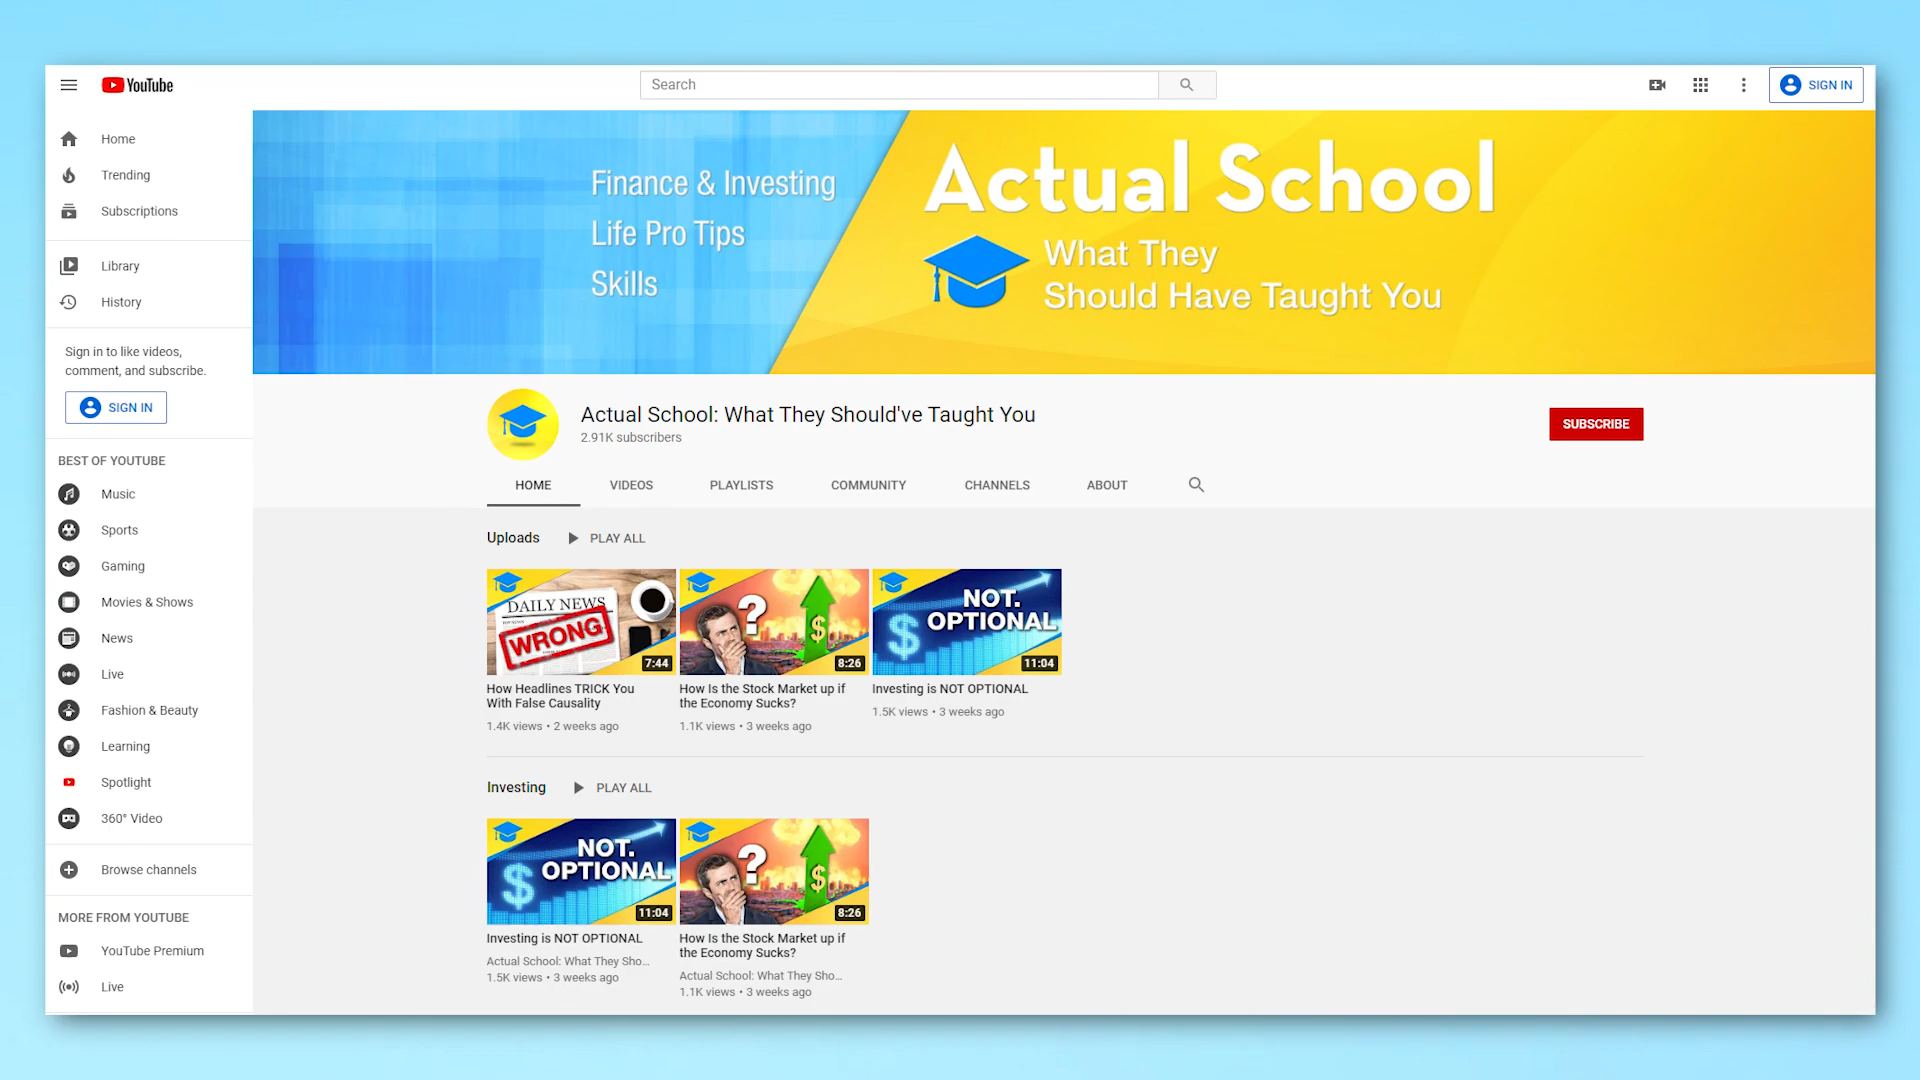 YouTube
Search
SIGN IN
Home
Trending
Subscriptions
Library
History
Sign in to like videos,
comment, and subscribe.
SIGN IN
BEST OF YOUTUBE
Music
Sports
Gaming
Movies & Shows
News
Live
Fashion & Beauty
Learning
Spotlight
360° Video
Browse channels
MORE FROM YOUTUBE
YouTube Premium
Live
Finance & Investing
Life Pro Tips
Skills
Actual School
What They
Should Have Taught You
Actual School: What They Should've Taught You
2.91K subscribers
SUBSCRIBE
HOME VIDEOS PLAYLISTS COMMUNITY CHANNELS ABOUT
Uploads PLAY ALL
DAILY NEWS
WRONG
7:44
How Headlines TRICK You
With False Causality
1.4K views • 2 weeks ago
?
$
8:26
How Is the Stock Market up if
the Economy Sucks?
1.1K views • 3 weeks ago
NOT.
OPTIONAL
$
11:04
Investing is NOT OPTIONAL
1.5K views • 3 weeks ago
Investing PLAY ALL
NOT.
OPTIONAL
$
11:04
Investing is NOT OPTIONAL
Actual School: What They Sho...
1.5K views • 3 weeks ago
?
$
8:26
How Is the Stock Market up if
the Economy Sucks?
Actual School: What They Sho...
1.1K views • 3 weeks ago